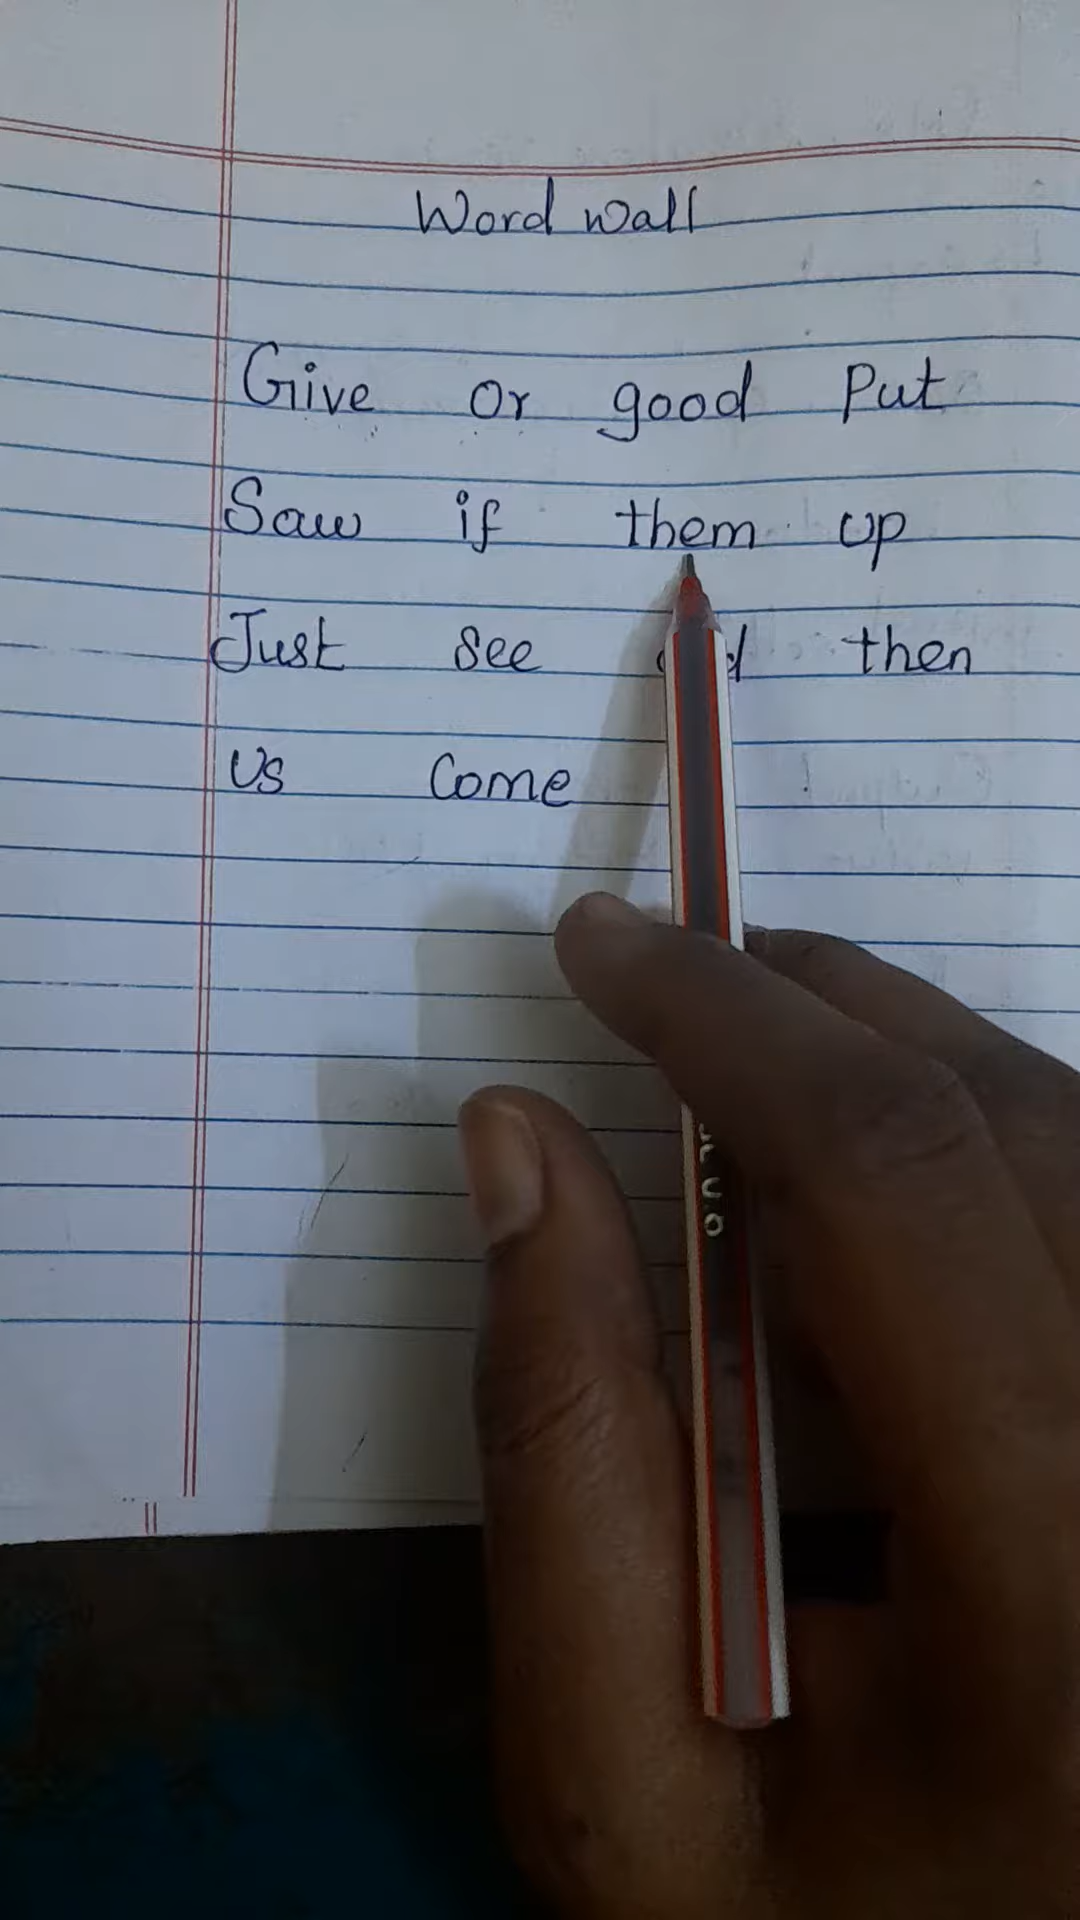 Word wall
Give or good Put
Saw if them up
Just see then
Us Come